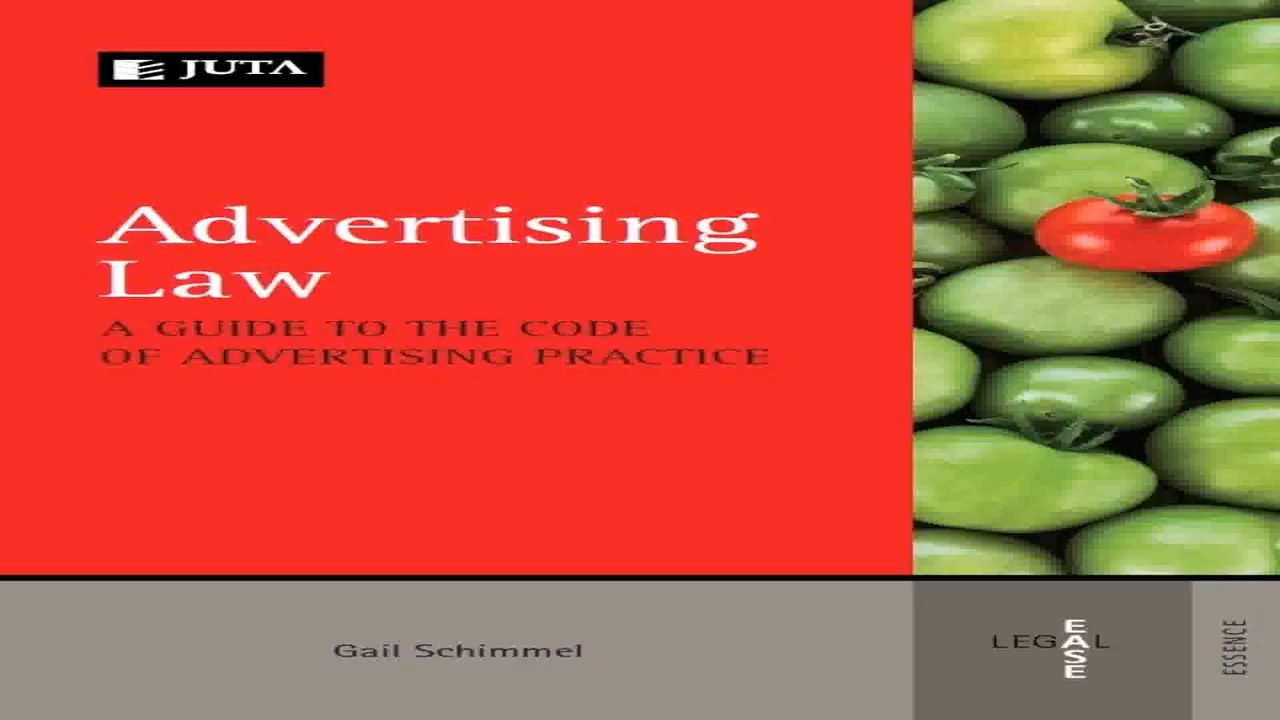 JUTA
Advertising
Law
A GUIDE TO THE CODE
OF ADVERTISING PRACTICE
Gail Schimmel
LEGAL
EASE
ESSENCE